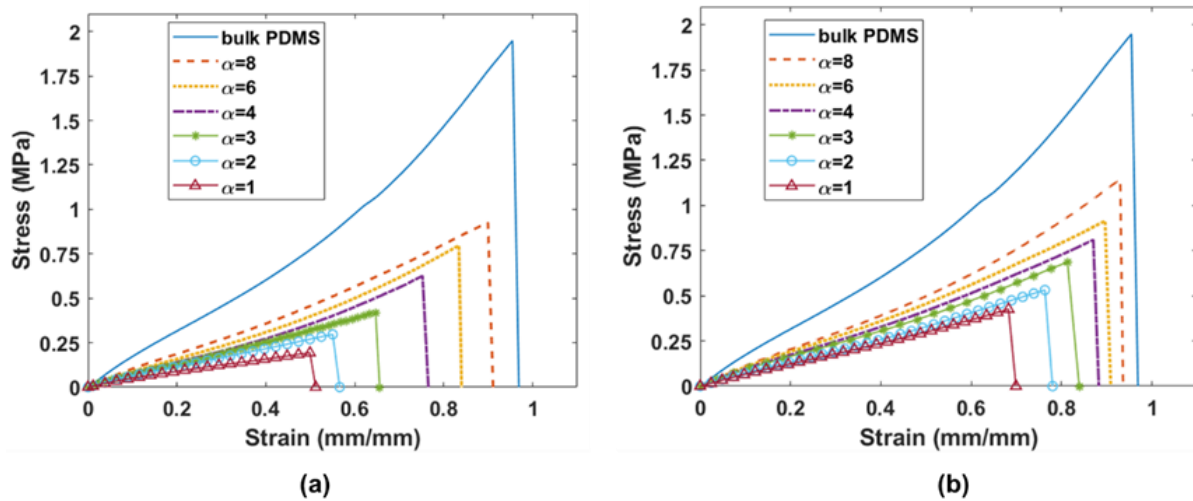 2
1.75
1.5
1.25
1
0.75
0.5
0.25
0
Stress (MPa)
bulk PDMS
α=8
α=6
α=4
α=3
α=2
α=1
0 0.2 0.4 0.6 0.8 1
Strain (mm/mm)
(a)
2
1.75
1.5
1.25
1
0.75
0.5
0.25
0
Stress (MPa)
bulk PDMS
α=8
α=6
α=4
α=3
α=2
α=1
0 0.2 0.4 0.6 0.8 1
Strain (mm/mm)
(b)